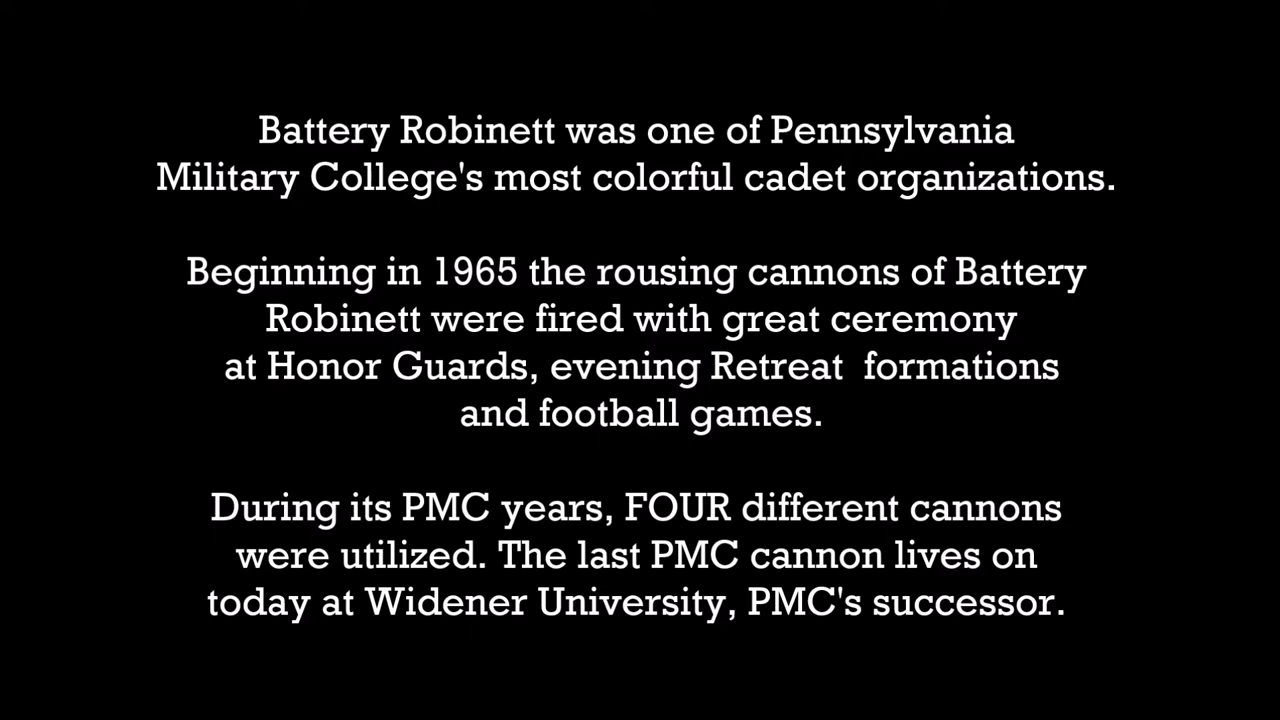 Battery Robinett was one of Pennsylvania
Military College's most colorful cadet organizations.
Beginning in 1965 the rousing cannons of Battery
Robinett were fired with great ceremony
at Honor Guards, evening Retreat  formations
and football games.
During its PMC years, FOUR different cannons
were utilized. The last PMC cannon lives on
today at Widener University, PMC's successor.